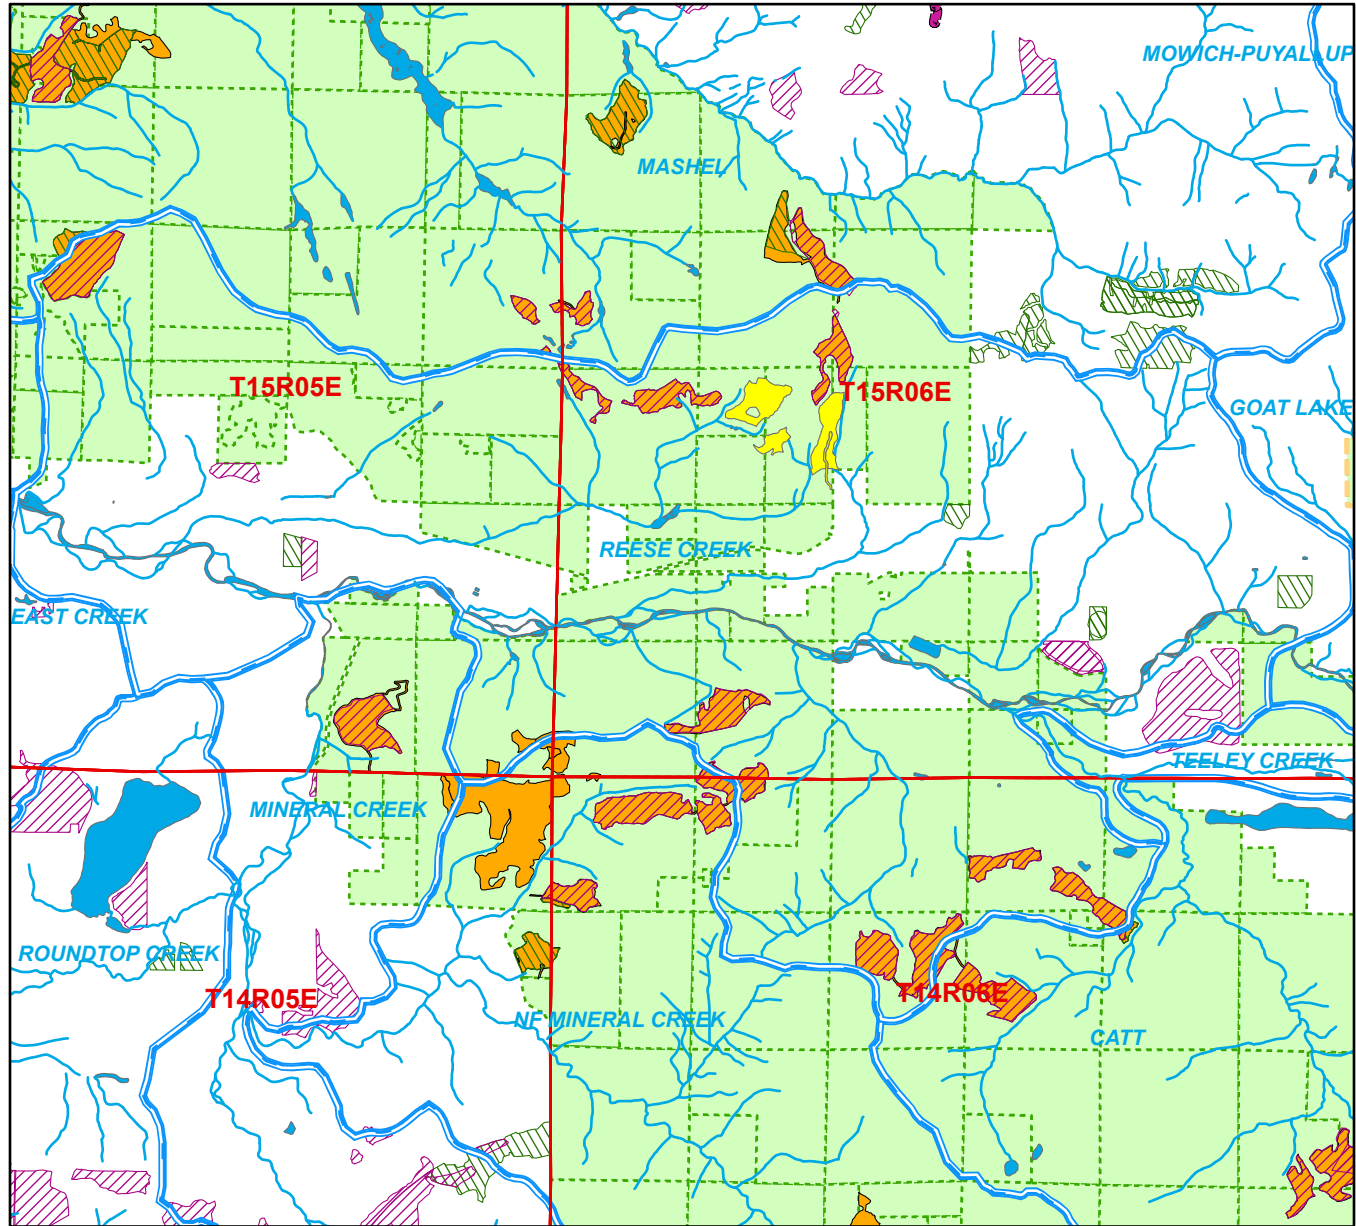 MOWICH-PUYALLUP
MASHEL
T15R05E
T15R06E
GOAT LAKE
REESE CREEK
EAST CREEK
TEELEY CREEK
MINERAL CREEK
ROUNDTOP CREEK
T14R05E
T14R06E
NF MINERAL CREEK
CATT